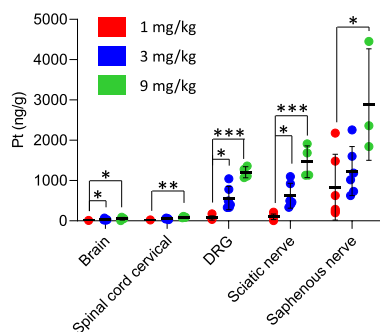 5000
4000
3000
2000
1000
0
Pt (ng/g)
1 mg/kg
3 mg/kg
9 mg/kg
*
*
**
***
*
***
*
*
Brain
Spinal cord cervical
DRG
Sciatic nerve
Saphenous nerve